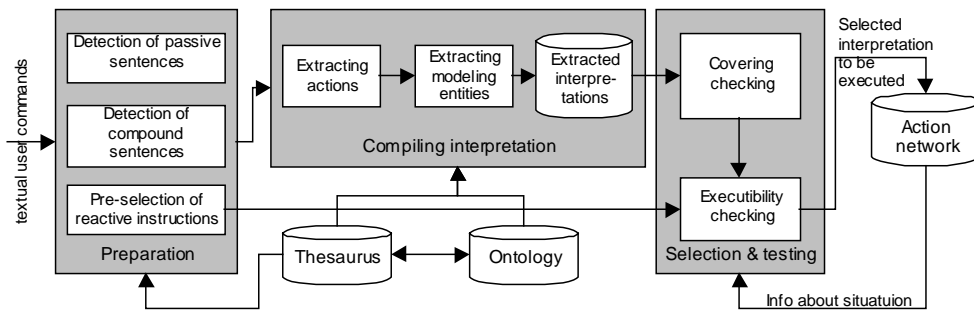 textual user commands
Detection of passive
sentences
Detection of
compound
sentences
Pre-selection of
reactive instructions
Preparation
Extracting
actions
Extracting
modeling
entities
Extracted
interpre-
tations
Compiling interpretation
Thesaurus
Ontology
Covering
checking
Executibility
checking
Selection & testing
Selected
interpretation
to be
executed
Action
network
Info about situatuion